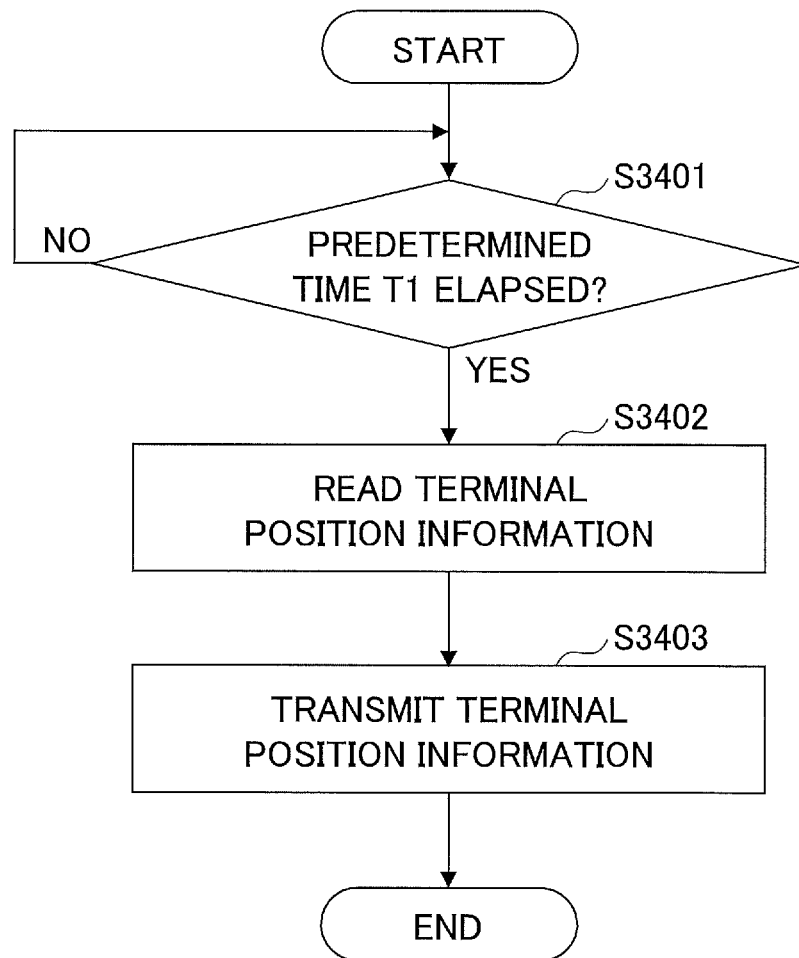 START
S3401
NO
PREDETERMINED
TIME T1 ELAPSED?
YES
S3402
READ TERMINAL
POSITION INFORMATION
S3403
TRANSMIT TERMINAL
POSITION INFORMATION
END